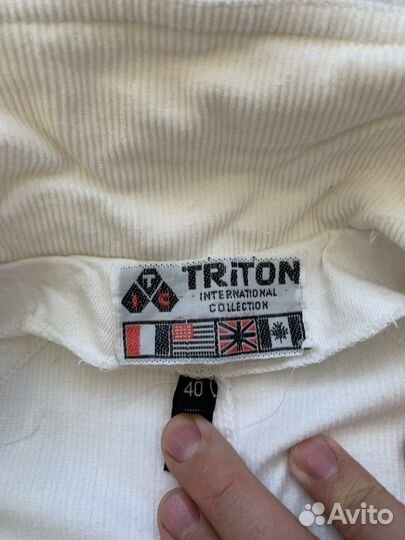 T
I C
TRiTON
INTERNATIONAL
COLLECTION
40
Avito